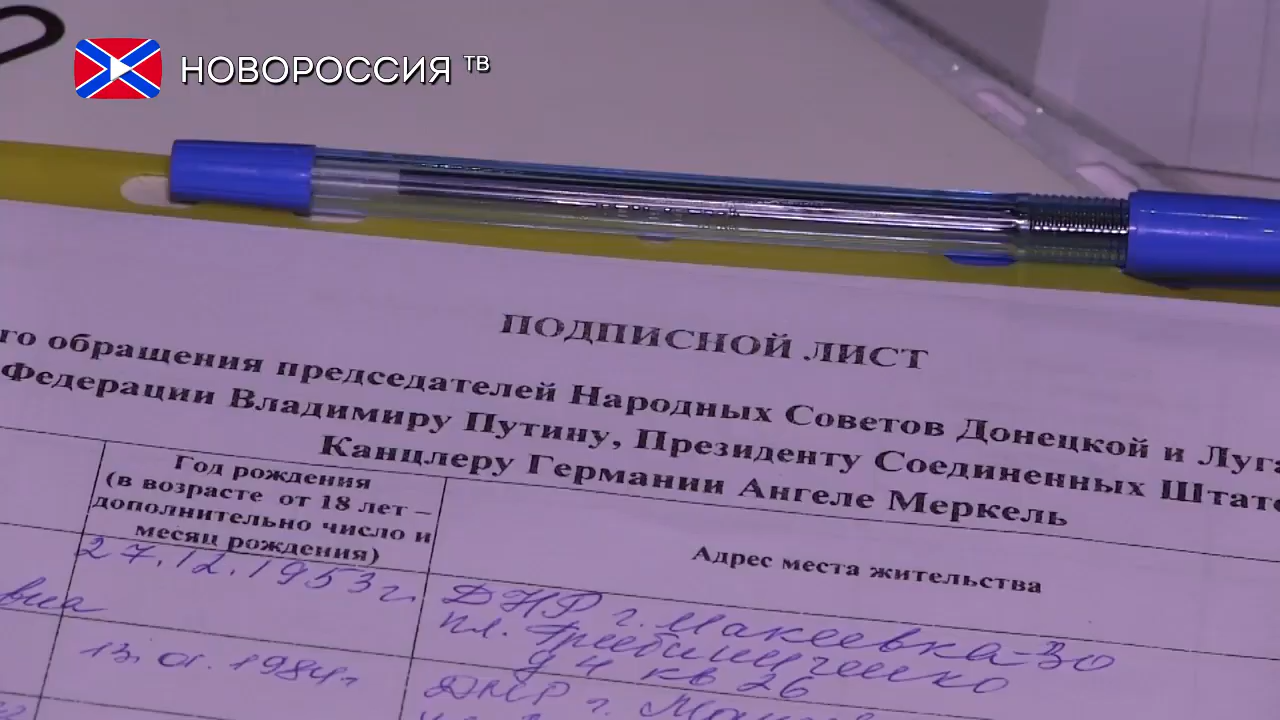 НОВОРОССИЯ ТВ
ПОДПИСНОЙ ЛИСТ
го обращения председателей Народных Советов Донецкой и Луга
Федерации Владимиру Путину, Президенту Соединенных Штато
Канцлеру Германии Ангеле Меркель
Год рождения
(в возрасте от 18 лет –
дополнительно число и
месяц рождения)
Адрес места жительства
27.12.1953г.
вна
ДНР г. Макеевка-30
пл.
д 4 кв 26
13.01.1984г
ДНР г.